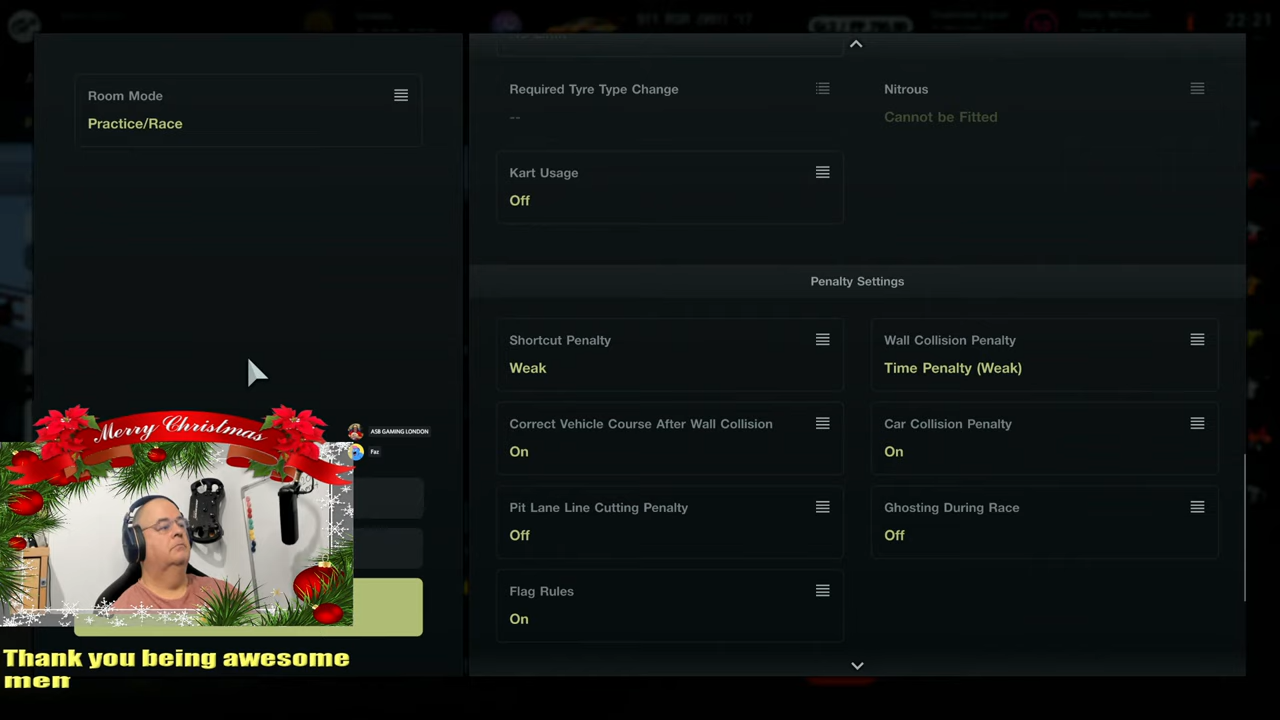 22:21
Room Mode
Practice/Race
Required Tyre Type Change
--
Nitrous
Cannot be Fitted
Kart Usage
Off
Penalty Settings
Shortcut Penalty
Weak
Wall Collision Penalty
Time Penalty (Weak)
Correct Vehicle Course After Wall Collision
On
Car Collision Penalty
On
Pit Lane Line Cutting Penalty
Off
Ghosting During Race
Off
Flag Rules
On
Merry Christmas
ASB GAMING LONDON
Faz
Thank you being awesome
men